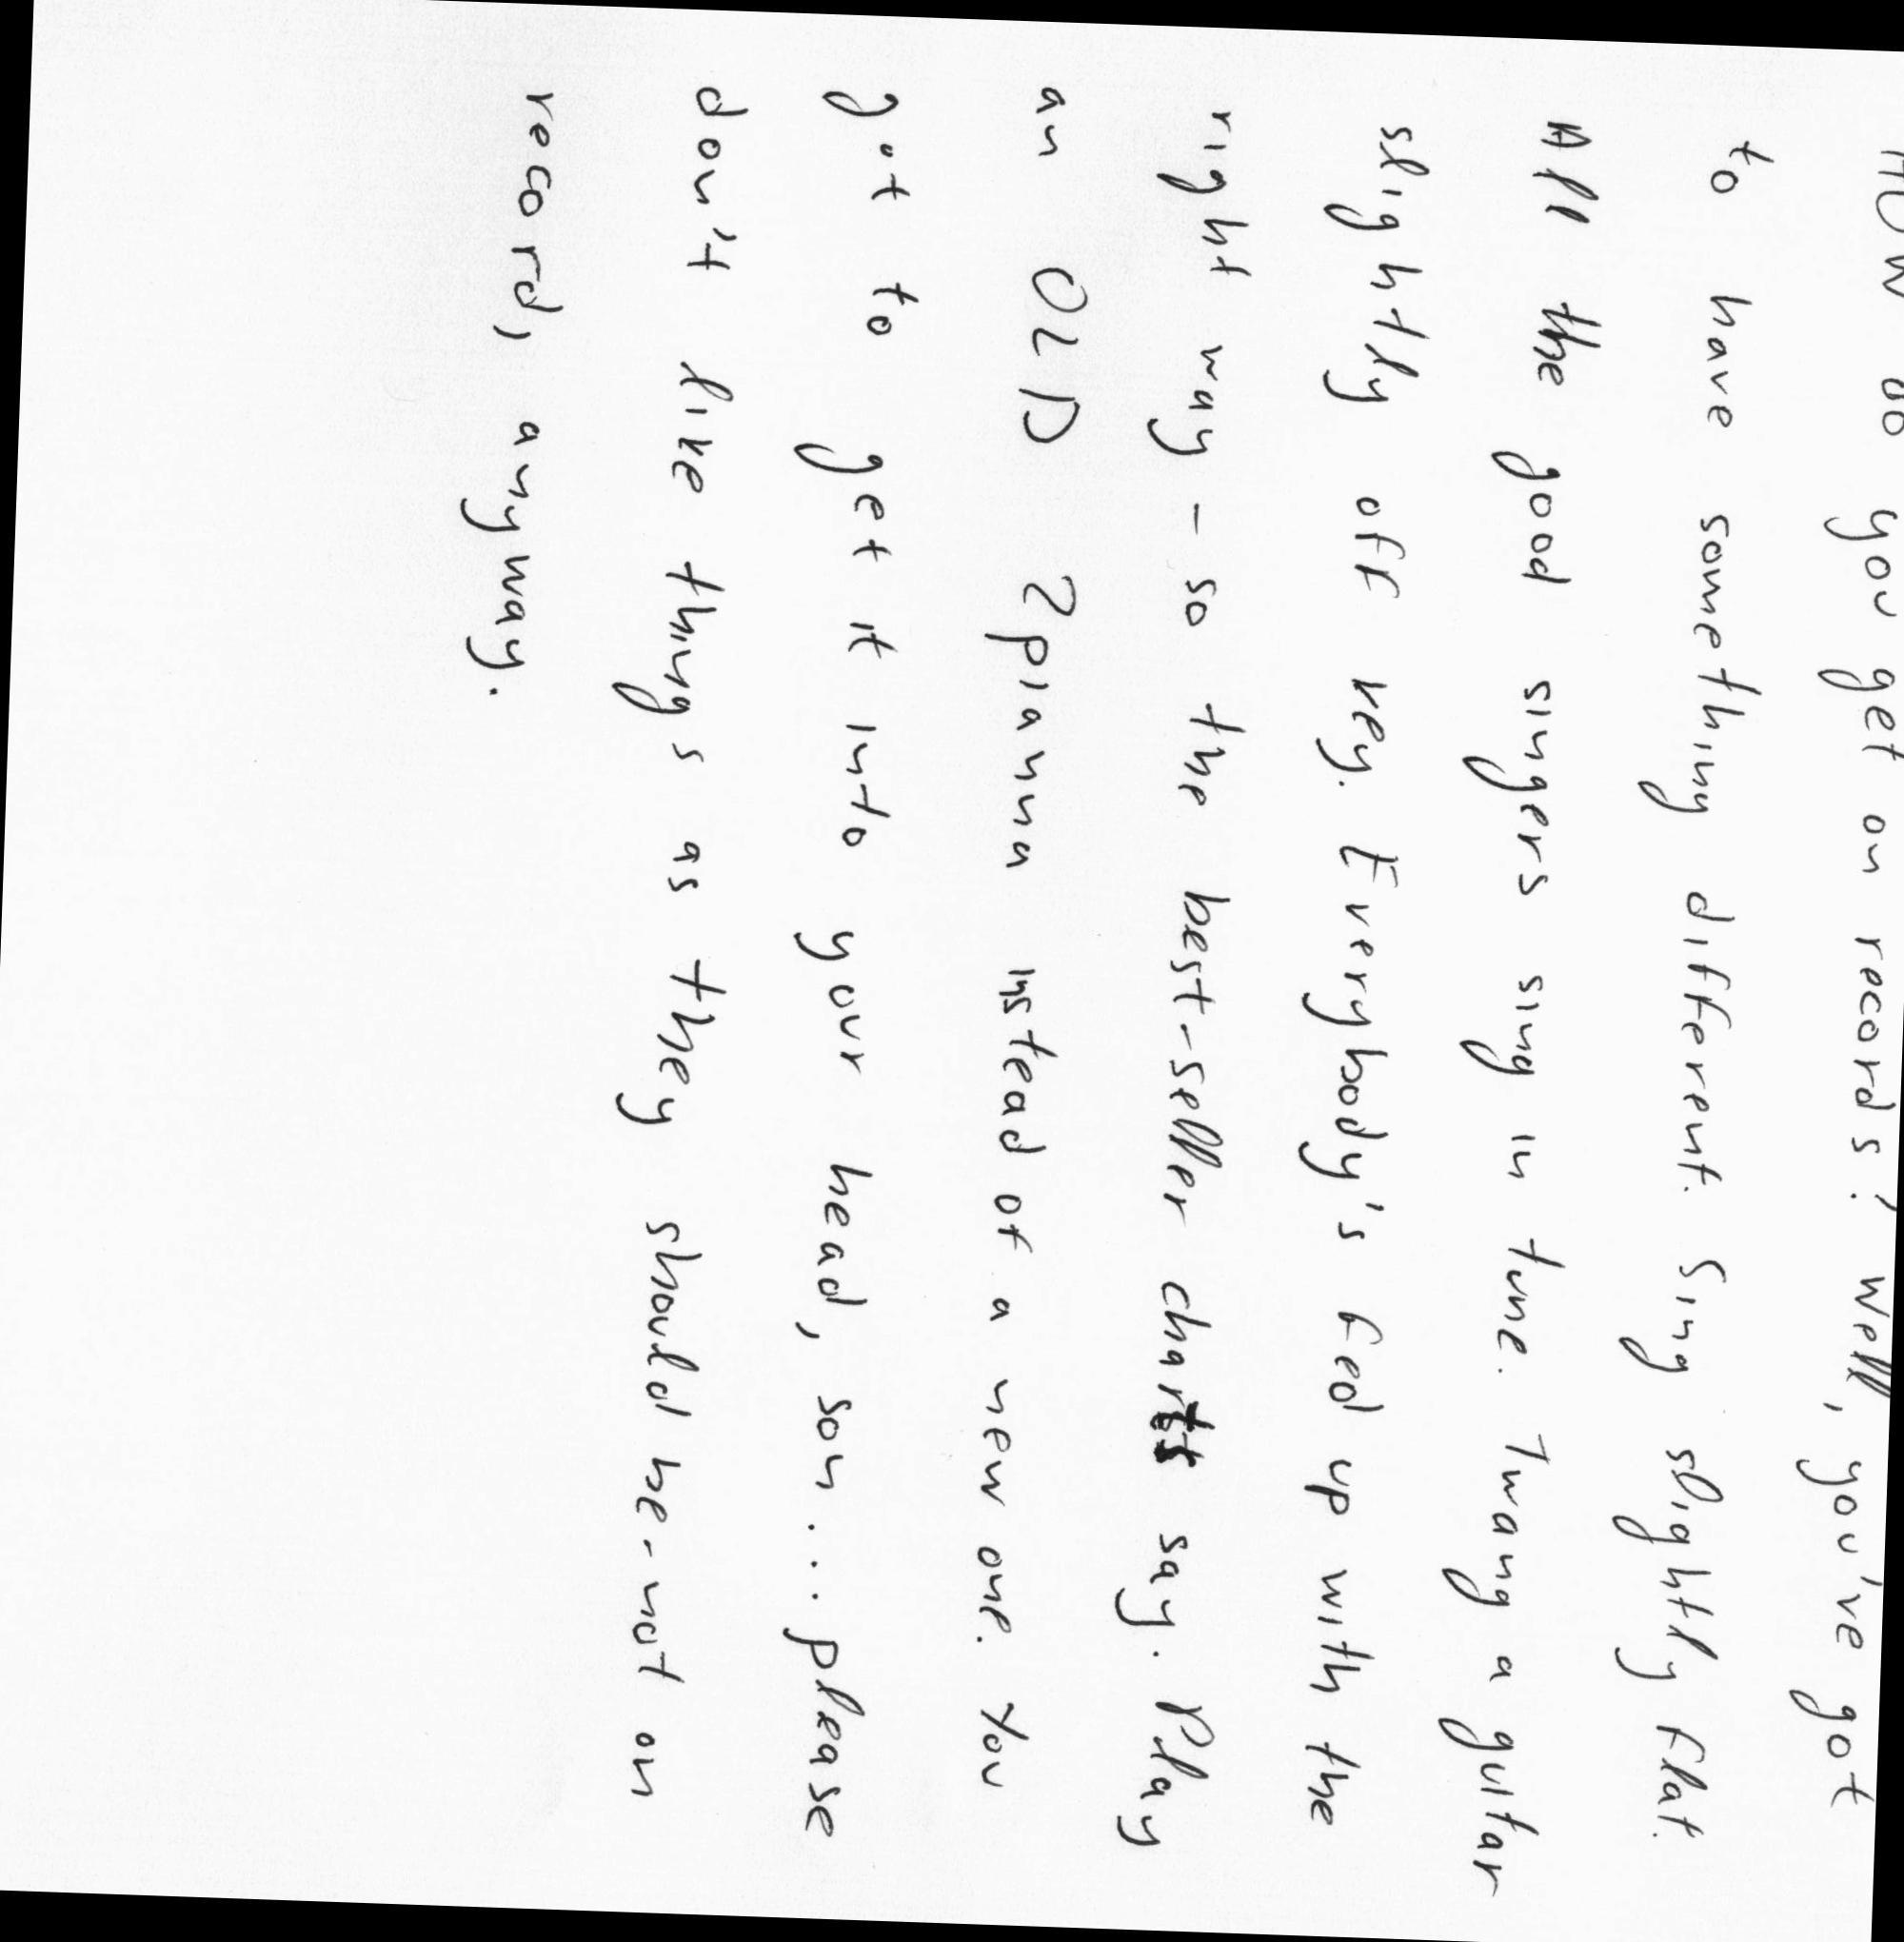 HOW do you get on records? Well, you've got
to have something different. Sing slightly flat.
All the good singers sing in tune. Twang a guitar
slightly off key. Everybody's fed up with the
right way - so the best-seller charts say. Play
an OLD 2pianna instead of a new one. You
got to get it into your head, son... please
don't like things as they should be-not on
record, anyway.